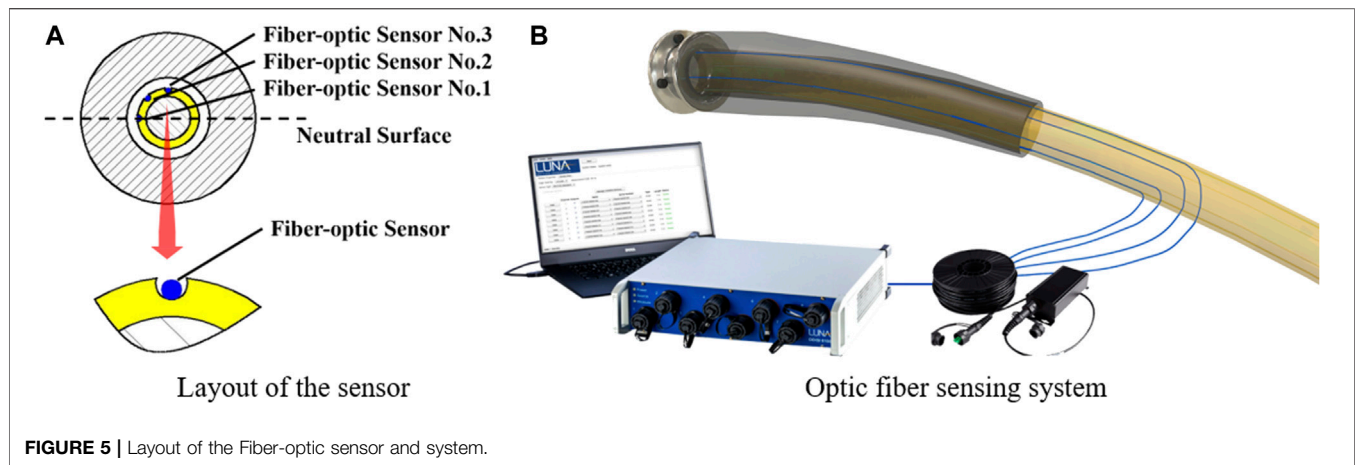 A
Fiber-optic Sensor No.3
Fiber-optic Sensor No.2
Fiber-optic Sensor No.1
Neutral Surface
Fiber-optic Sensor
Layout of the sensor
B
LUNA
LUNA
Optic fiber sensing system
FIGURE 5 | Layout of the Fiber-optic sensor and system.